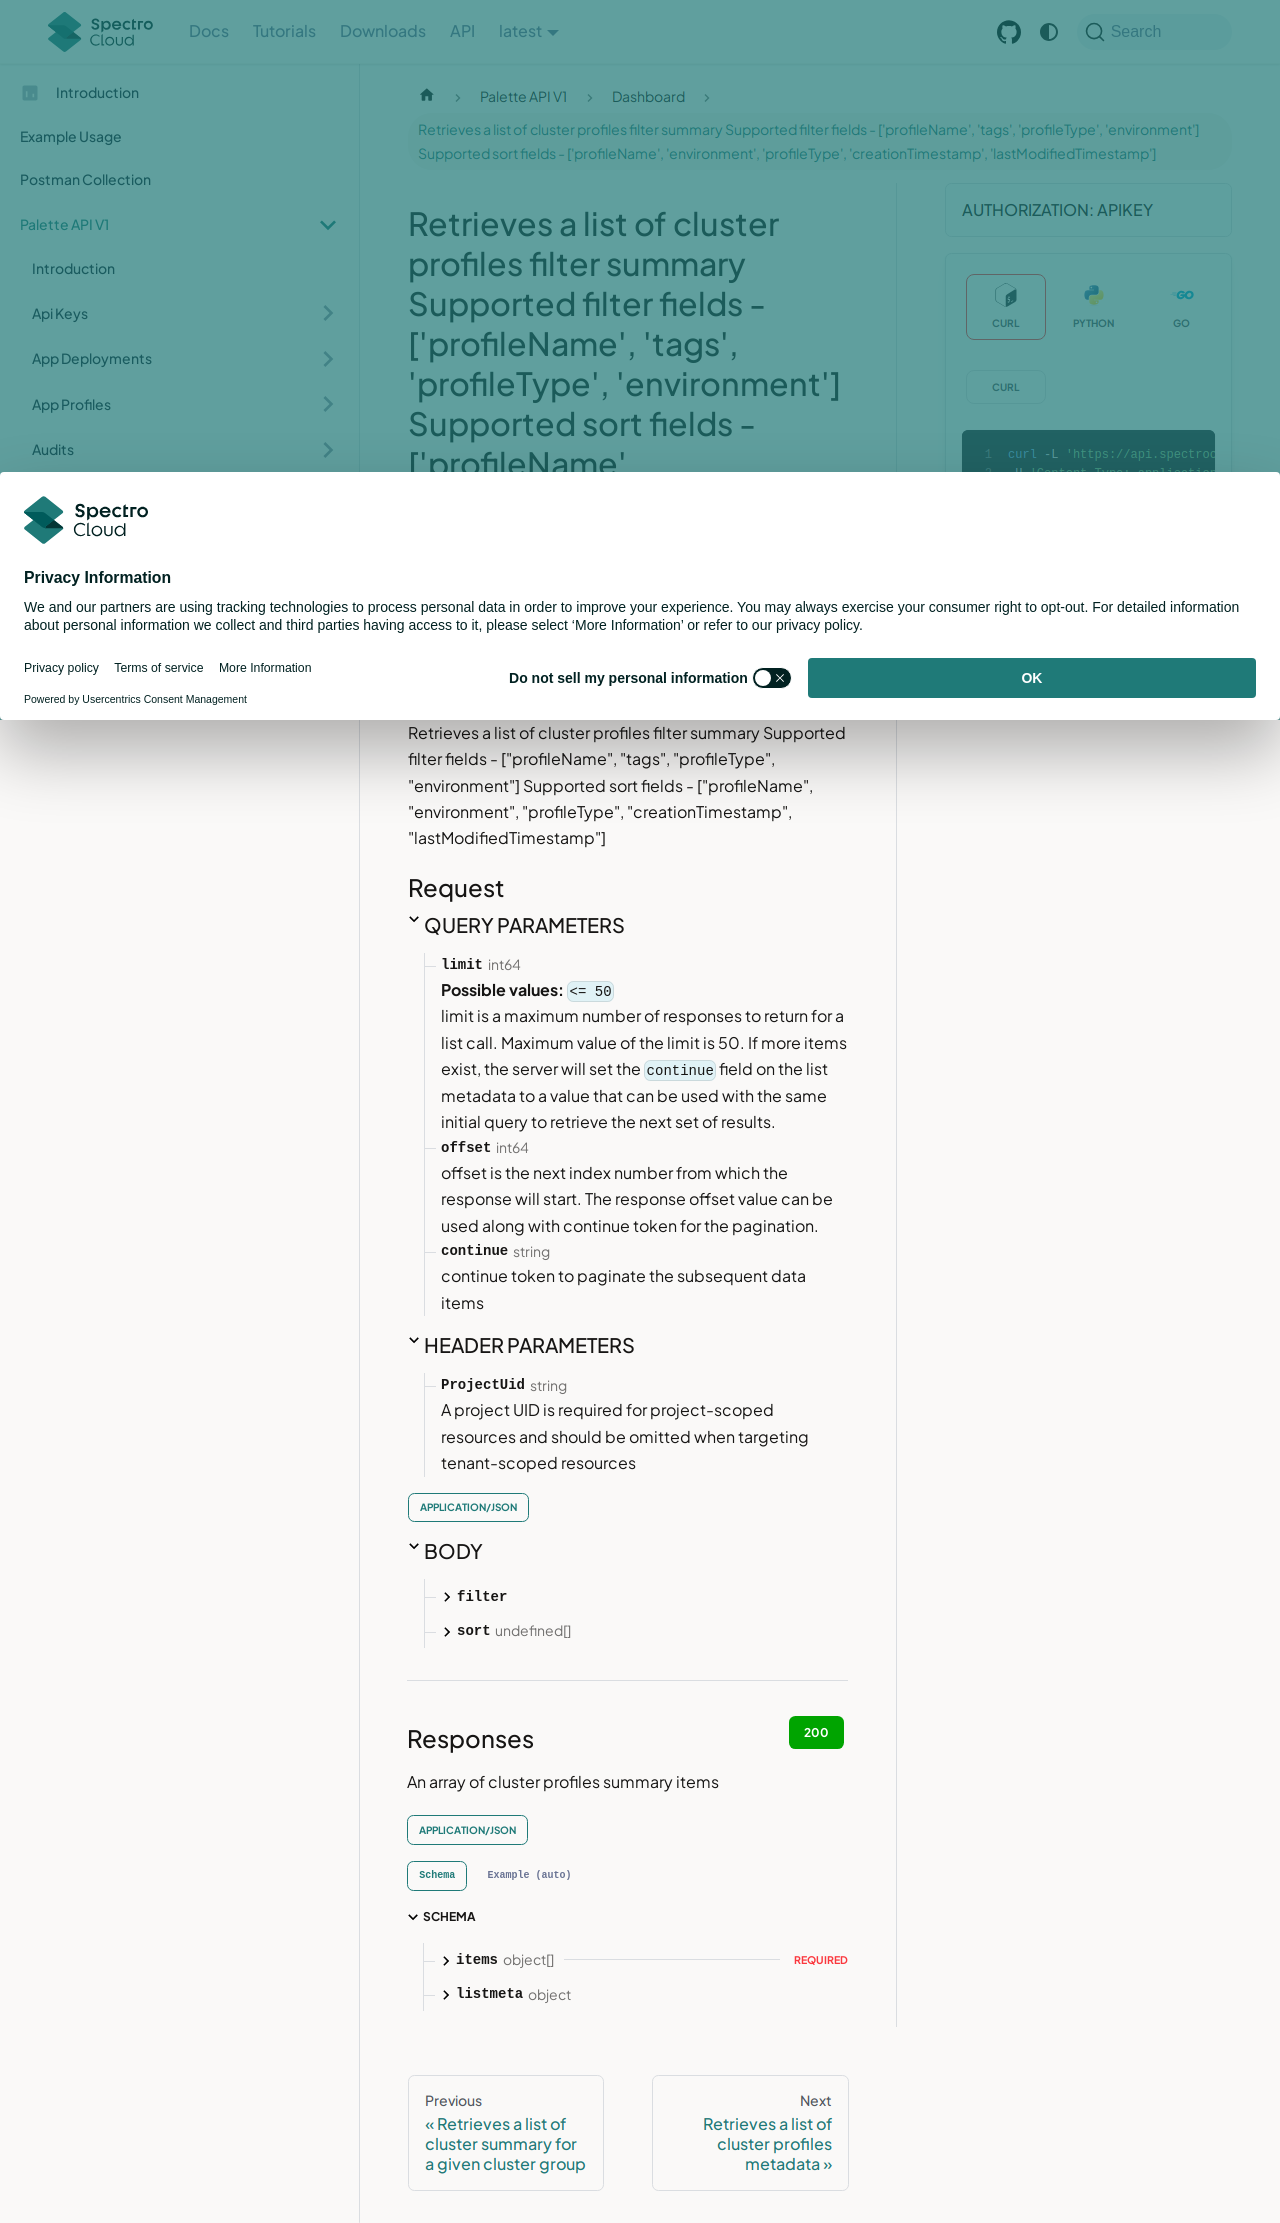 Spectro Cloud
Docs Tutorials Downloads API latest Search
Introduction
Example Usage
Postman Collection
Palette API V1
Introduction
Api Keys
App Deployments
App Profiles
Audits
Palette API V1 Dashboard
Retrieves a list of cluster profiles filter summary Supported filter fields - ['profileName', 'tags', 'profileType', 'environment']
Supported sort fields - ['profileName', 'environment', 'profileType', 'creationTimestamp', 'lastModifiedTimestamp']
Retrieves a list of cluster
profiles filter summary
Supported filter fields -
['profileName', 'tags',
'profileType', 'environment']
Supported sort fields -
['profileName'
AUTHORIZATION: APIKEY
CURL PYTHON GO
CURL
1 curl -L 'https://api.spectroc
Spectro
Cloud
Privacy Information
We and our partners are using tracking technologies to process personal data in order to improve your experience. You may always exercise your consumer right to opt-out. For detailed information
about personal information we collect and third parties having access to it, please select ‘More Information’ or refer to our privacy policy.
Privacy policy Terms of service More Information
Powered by Usercentrics Consent Management
Do not sell my personal information
OK
Retrieves a list of cluster profiles filter summary Supported
filter fields - ["profileName", "tags", "profileType",
"environment"] Supported sort fields - ["profileName",
"environment", "profileType", "creationTimestamp",
"lastModifiedTimestamp"]
Request
QUERY PARAMETERS
limit int64
Possible values: <= 50
limit is a maximum number of responses to return for a
list call. Maximum value of the limit is 50. If more items
exist, the server will set the continue field on the list
metadata to a value that can be used with the same
initial query to retrieve the next set of results.
offset int64
offset is the next index number from which the
response will start. The response offset value can be
used along with continue token for the pagination.
continue string
continue token to paginate the subsequent data
items
HEADER PARAMETERS
ProjectUid string
A project UID is required for project-scoped
resources and should be omitted when targeting
tenant-scoped resources
APPLICATION/JSON
BODY
filter
sort undefined[]
Responses
200
An array of cluster profiles summary items
APPLICATION/JSON
Schema Example (auto)
SCHEMA
items object[] REQUIRED
listmeta object
Previous
« Retrieves a list of
cluster summary for
a given cluster group
Next
Retrieves a list of
cluster profiles
metadata »